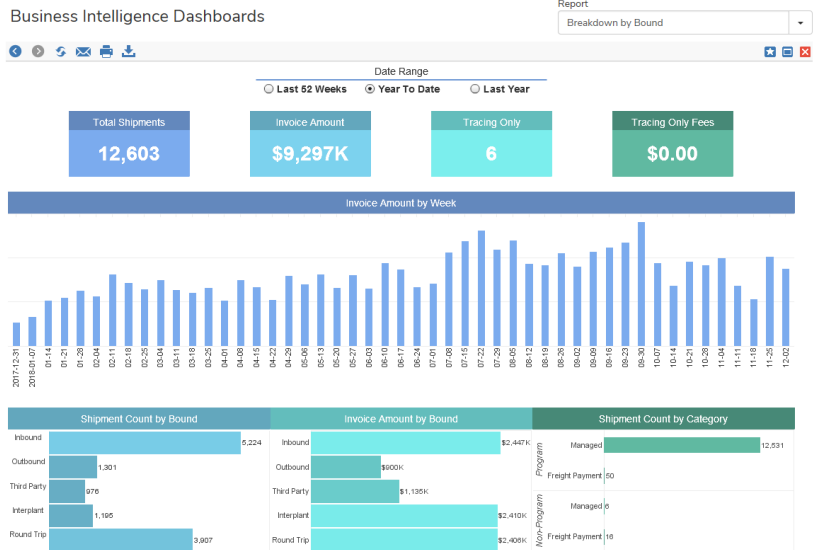 Report
Business Intelligence Dashboards
Breakdown by Bound
Date Range
Last 52 Weeks
Year To Date
Last Year
Total Shipments
Invoice Amount
Tracing Only
Tracing Only Fees
12,603
$9,297K
6
$0.00
Invoice Amount by Week
2017-12-31
2018-01-07
01-14
01-21
01-28
02-04
02-11
02-18
02-25
03-04
03-11
03-18
03-25
04-01
04-08
04-15
04-22
04-29
05-06
05-13
05-20
05-27
06-03
06-10
06-17
06-24
07-01
07-08
07-15
07-22
07-29
08-05
08-12
08-19
08-26
09-02
09-09
09-16
09-23
09-30
10-07
10-14
10-21
10-28
11-04
11-11
11-18
11-25
12-02
Shipment Count by Bound
Inbound
5,224
Outbound
1,301
Third Party
976
Interplant
1,195
Round Trip
3,907
Invoice Amount by Bound
Inbound
$2,447K
Outbound
$900K
Third Party
$1,135K
Interplant
$2,410K
Round Trip
$2,406K
Shipment Count by Category
Program
Managed
12,531
Freight Payment
50
Non-Program
Managed
6
Freight Payment
16